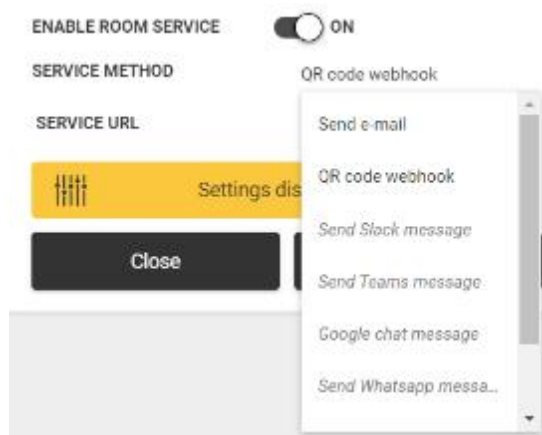 ENABLE ROOM SERVICE ON
SERVICE METHOD QR code webhook
SERVICE URL
Send e-mail
QR code webhook
Settings dis
Send Slack message
Close
Send Teams message
Google chat message
Send Whatsapp messa...